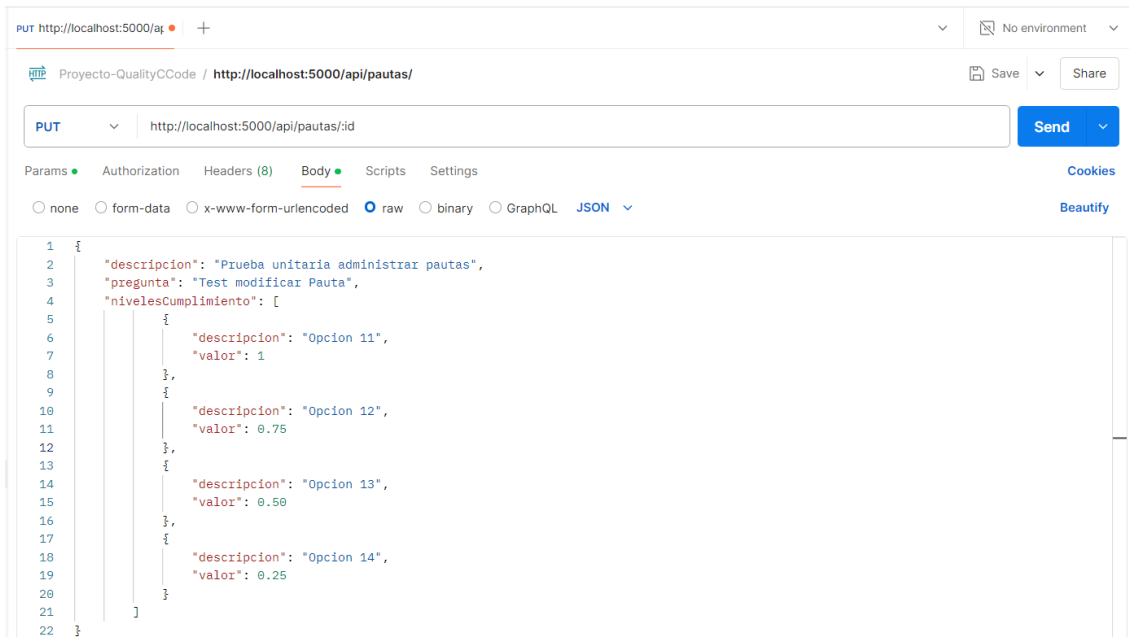 PUT http://localhost:5000/ap
No environment
HTTP Proyecto-QualityCCode / http://localhost:5000/api/pautas/ Save Share
PUT http://localhost:5000/api/pautas/:id Send
Params Authorization Headers (8) Body Scripts Settings Cookies
none form-data x-www-form-urlencoded raw binary GraphQL JSON Beautify
1 {
2 "descripcion": "Prueba unitaria administrar pautas",
3 "pregunta": "Test modificar Pauta",
4 "nivelesCumplimiento": [
5 {
6 "descripcion": "Opcion 11",
7 "valor": 1
8 },
9 {
10 "descripcion": "Opcion 12",
11 "valor": 0.75
12 },
13 {
14 "descripcion": "Opcion 13",
15 "valor": 0.50
16 },
17 {
18 "descripcion": "Opcion 14",
19 "valor": 0.25
20 }
21 ]
22 }